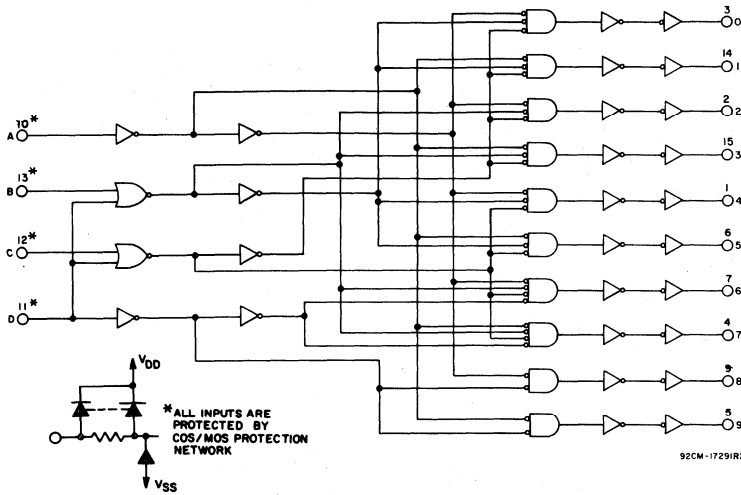 3
0
14
1
2
2
15
3
1
4
6
5
7
6
4
7
9
8
5
9
10*
A
13*
B
12*
C
11*
D
VDD
*ALL INPUTS ARE
PROTECTED BY
COS/MOS PROTECTION
NETWORK
VSS
92CM-17291R2